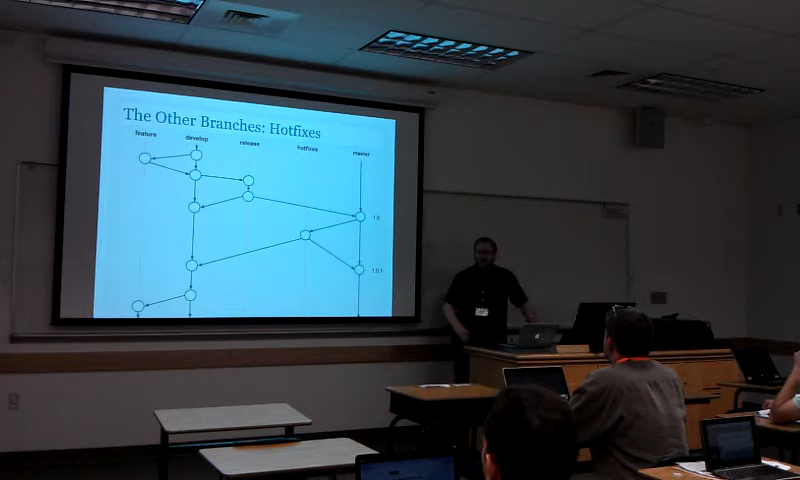 The Other Branches: Hotfixes
feature
develop
release
hotfixes
master
1.0
1.0.1